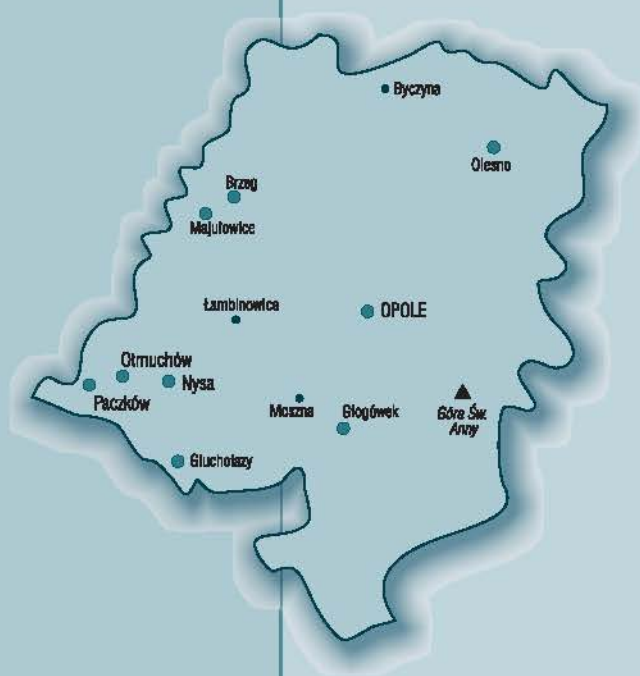 Byczyna
Olesno
Brzeg
Małujowice
Łambinowice
OPOLE
Otmuchów
Nysa
Paczków
Moszna
Głogówek
Góra Św.
Anny
Głuchołazy